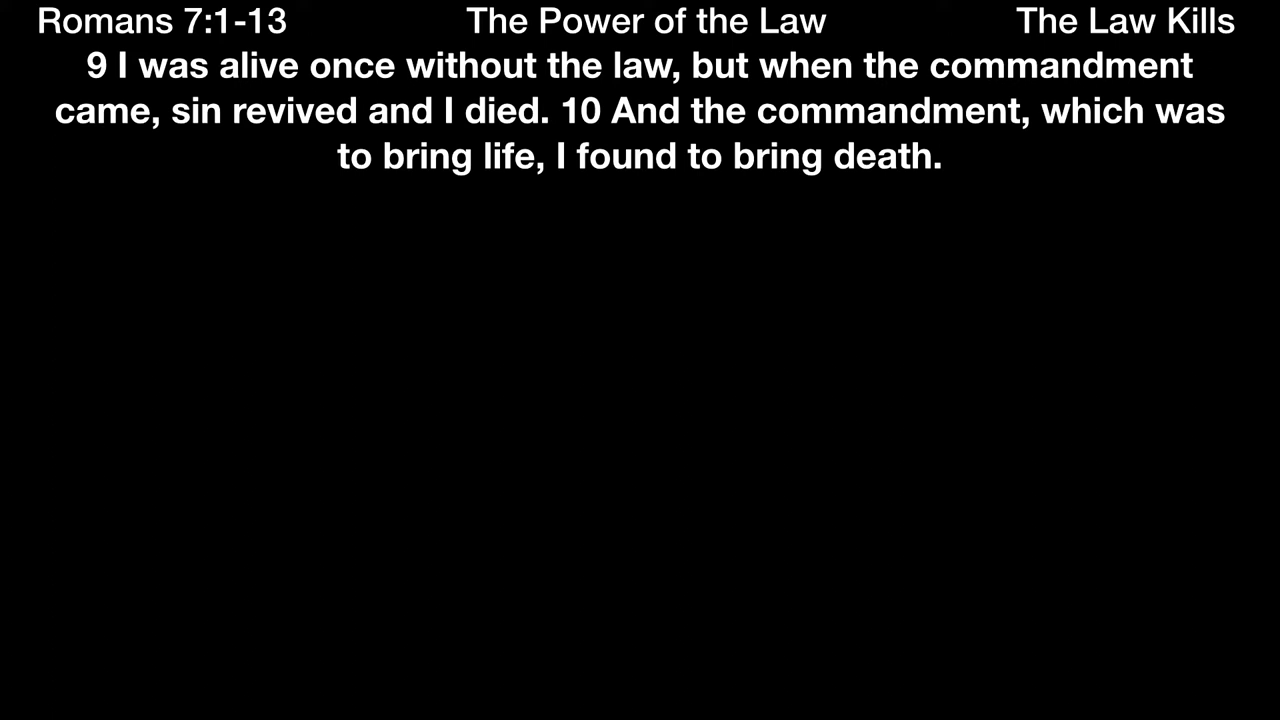 Romans 7:1-13 The Power of the Law The Law Kills
9 I was alive once without the law, but when the commandment
came, sin revived and I died. 10 And the commandment, which was
to bring life, I found to bring death.